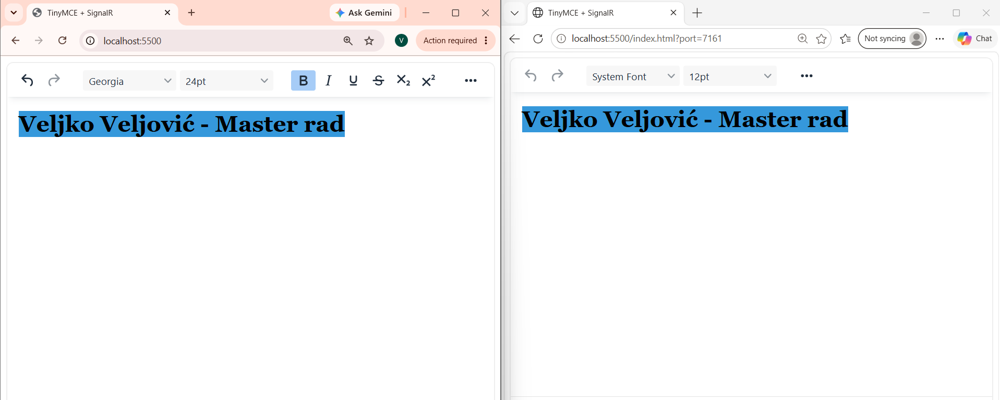 TinyMCE + SignalR
Ask Gemini
localhost:5500
V
Action required
Georgia
24pt
B I U S X₂ X²
Veljko Veljović - Master rad
TinyMCE + SignalR
localhost:5500/index.html?port=7161
Not syncing
Chat
System Font
12pt
Veljko Veljović - Master rad